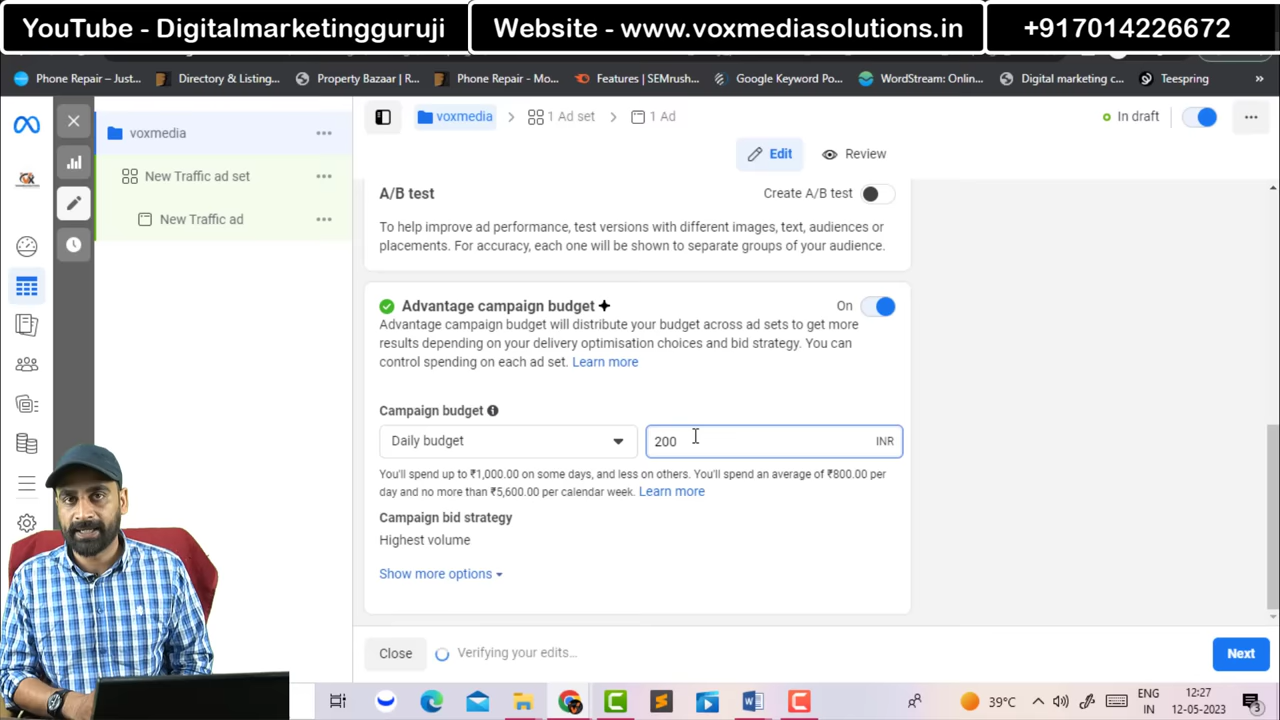 YouTube - Digitalmarketingguruji
Website - www.voxmediasolutions.in
+917014226672
Phone Repair – Just...
Directory & Listing...
Property Bazaar | R...
Phone Repair - Mo...
Features | SEMrush...
Google Keyword Po...
WordStream: Onlin...
Digital marketing c...
Teespring
»
voxmedia
New Traffic ad set
New Traffic ad
voxmedia > 1 Ad set > 1 Ad
In draft
Edit
Review
A/B test
Create A/B test
To help improve ad performance, test versions with different images, text, audiences or
placements. For accuracy, each one will be shown to separate groups of your audience.
Advantage campaign budget
On
Advantage campaign budget will distribute your budget across ad sets to get more
results depending on your delivery optimisation choices and bid strategy. You can
control spending on each ad set. Learn more
Campaign budget
Daily budget
200
INR
You'll spend up to ₹1,000.00 on some days, and less on others. You'll spend an average of ₹800.00 per
day and no more than ₹5,600.00 per calendar week. Learn more
Campaign bid strategy
Highest volume
Show more options
Close
Verifying your edits...
Next
39°C
ENG
IN
12:27
12-05-2023
3